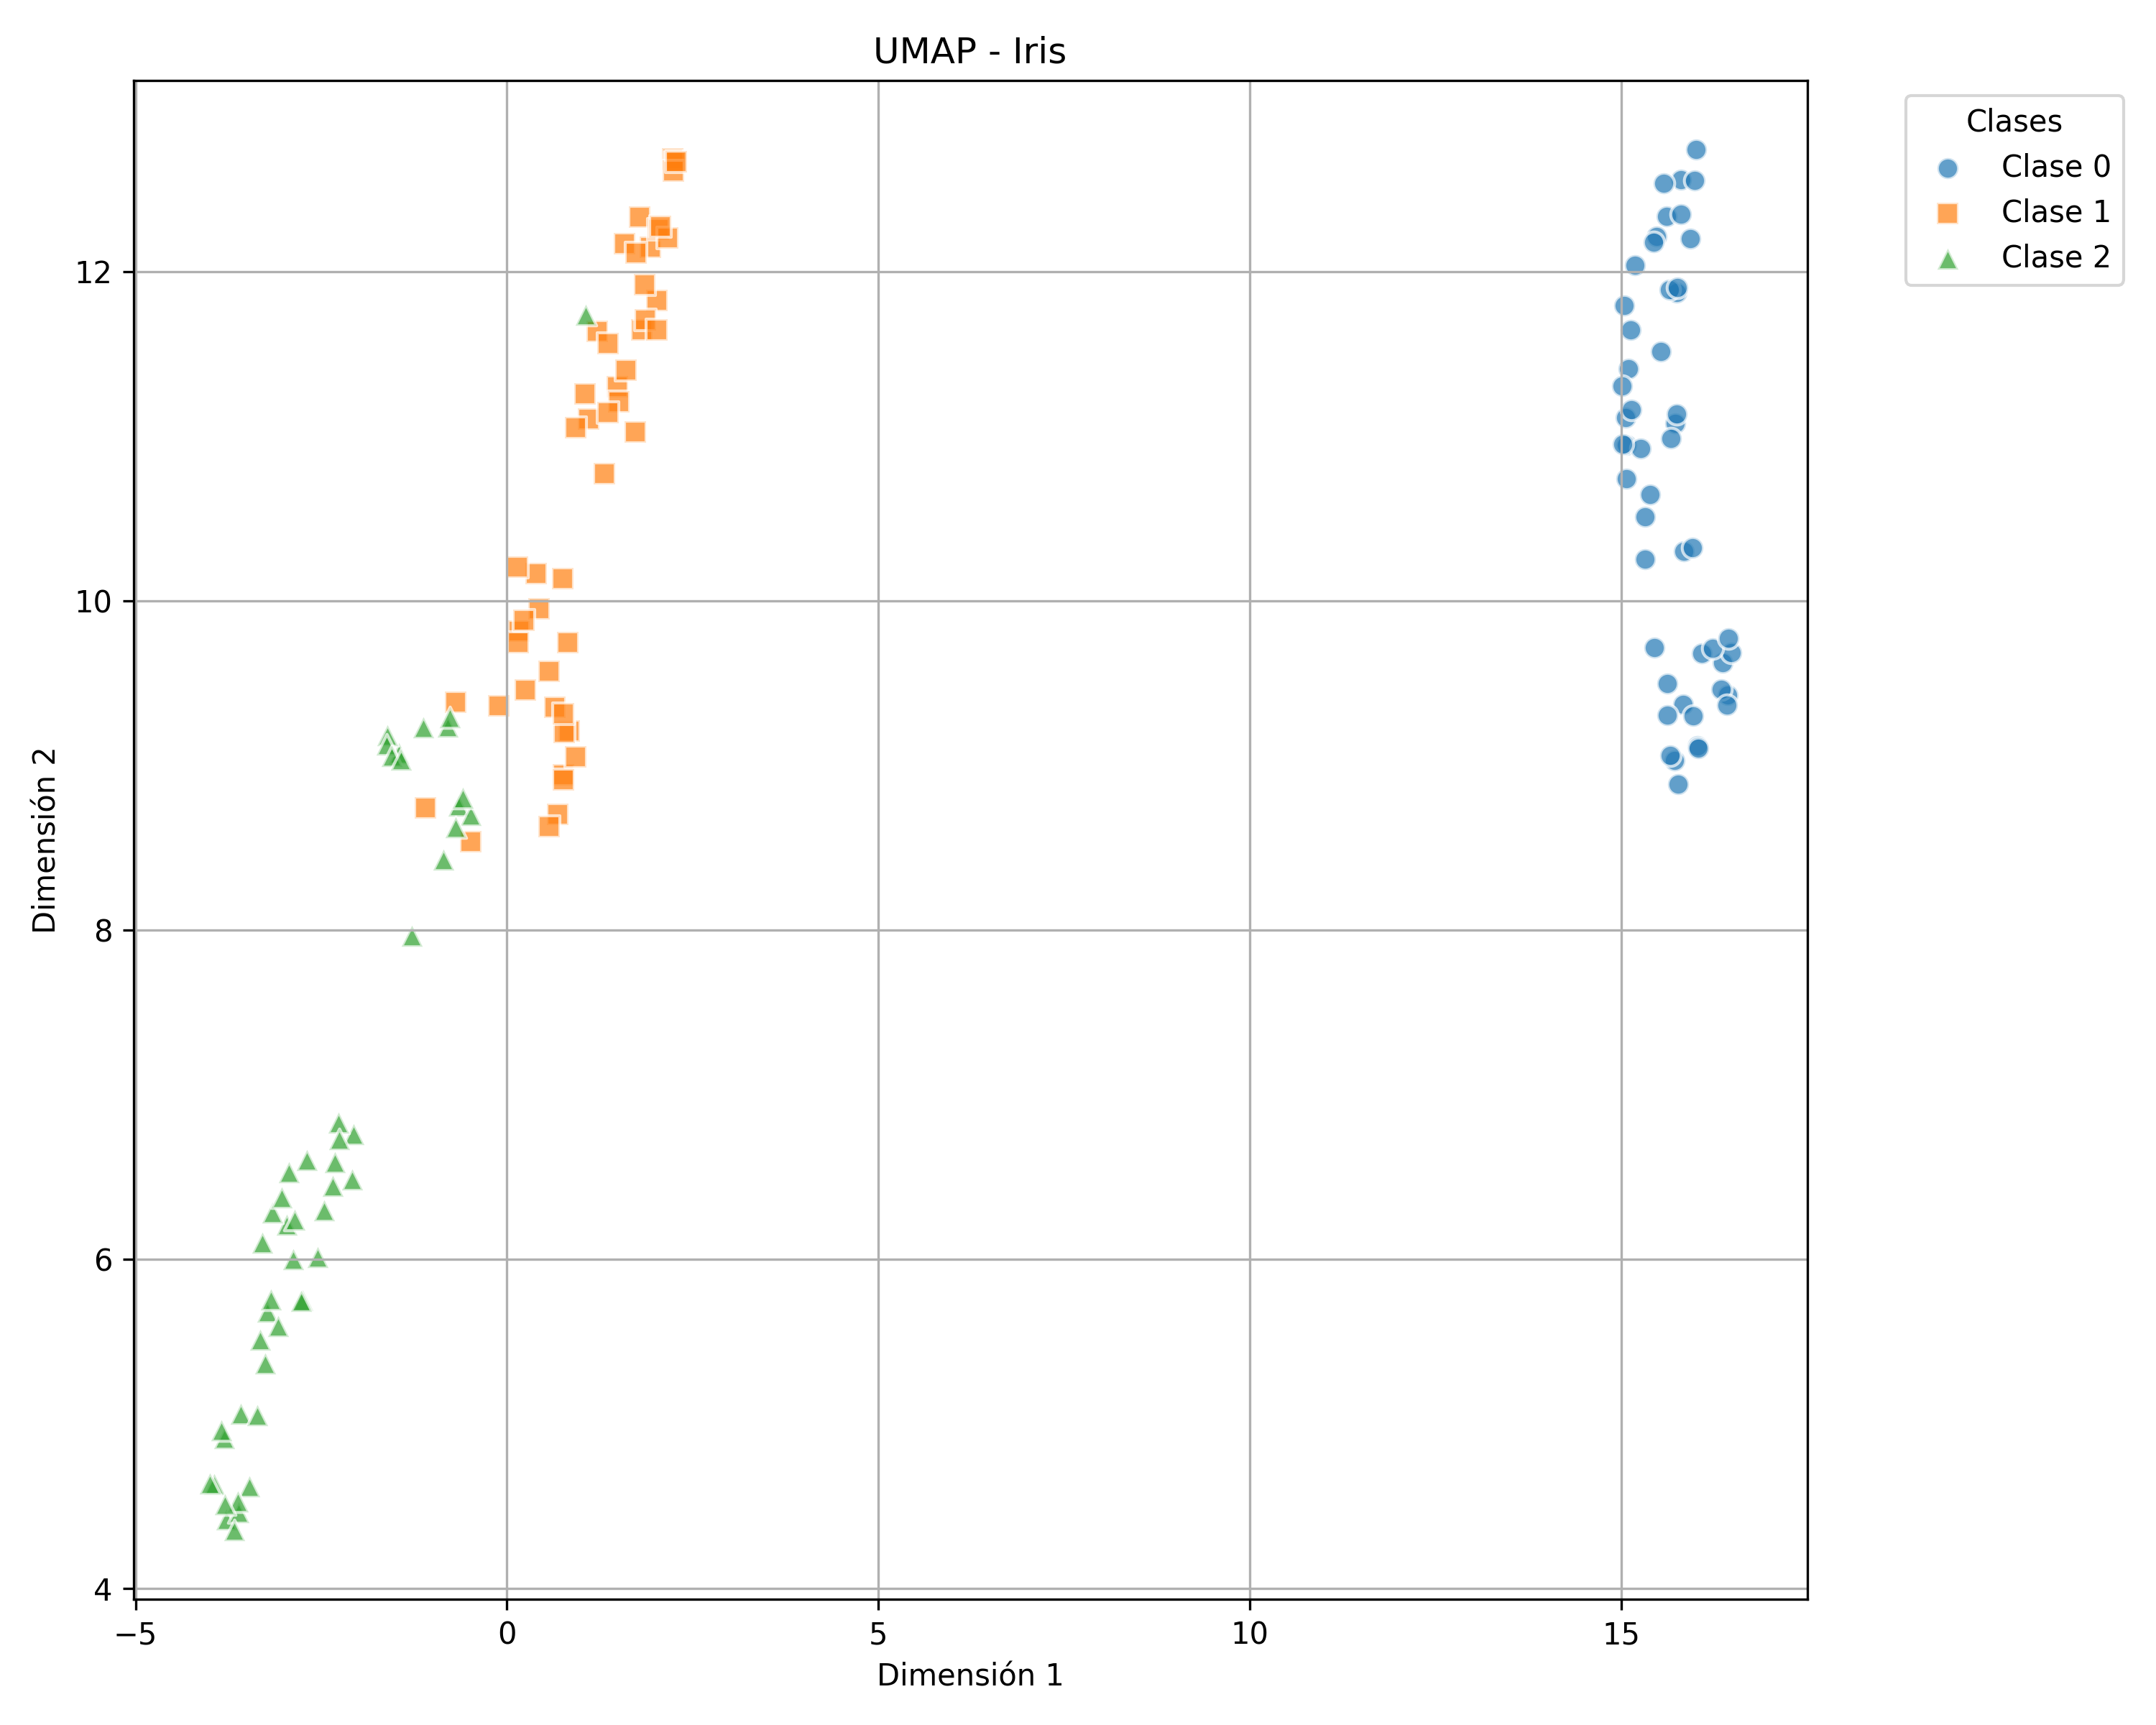 UMAP - Iris
Clases
Clase 0
Clase 1
Clase 2
Dimensión 2
12
10
8
6
4
−5 0 5 10 15
Dimensión 1